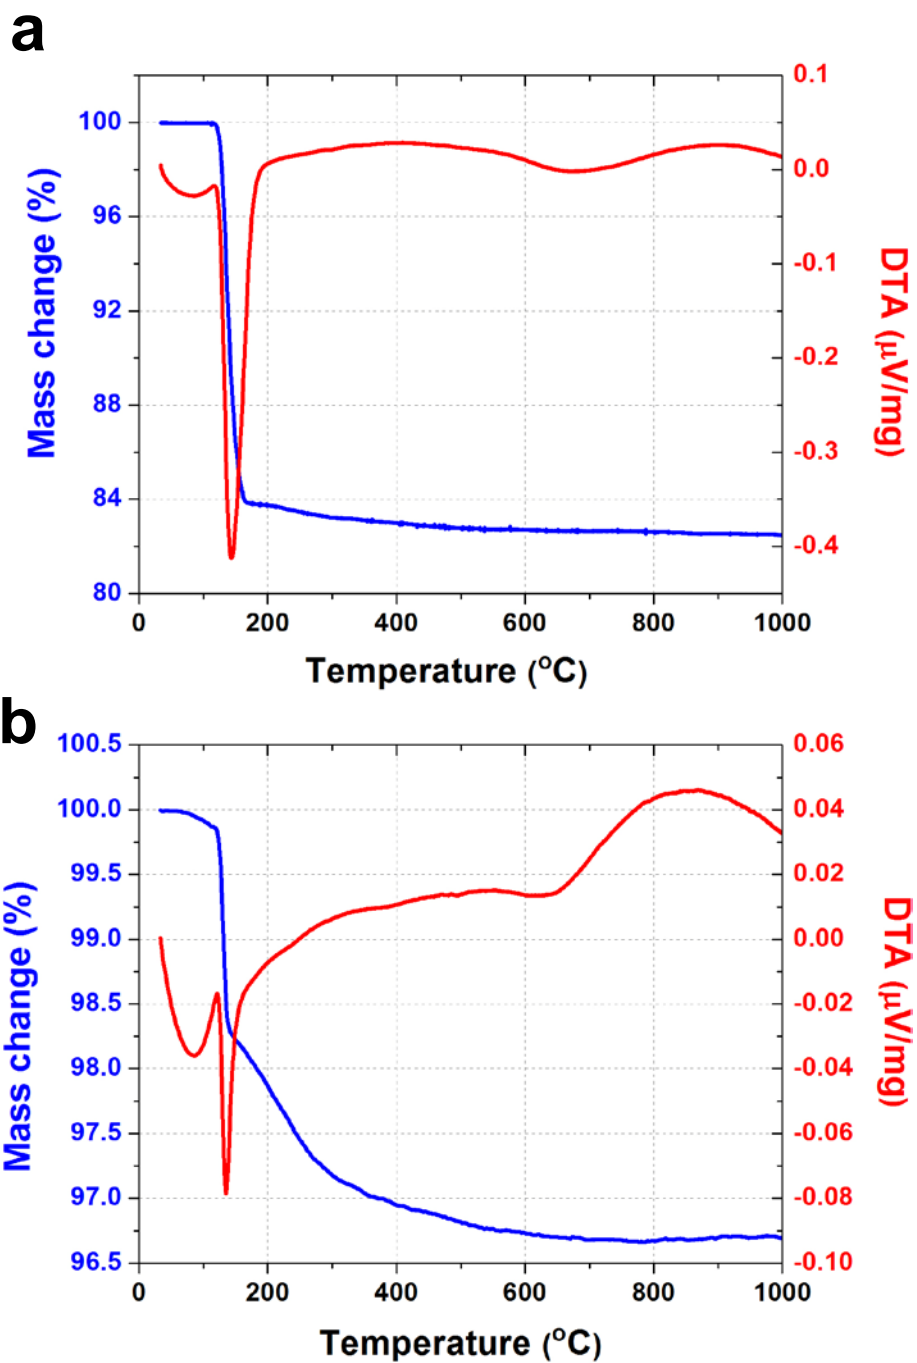 a
0.1
100
0.0
96
-0.1
92
-0.2
88
-0.3
84
-0.4
80
Mass change (%)
DTA (μV/mg)
0 200 400 600 800 1000
Temperature (°C)
b
100.5 0.06
100.0 0.04
99.5 0.02
99.0 0.00
98.5 -0.02
98.0 -0.04
97.5 -0.06
97.0 -0.08
96.5 -0.10
Mass change (%)
DTA (μV/mg)
0 200 400 600 800 1000
Temperature (°C)